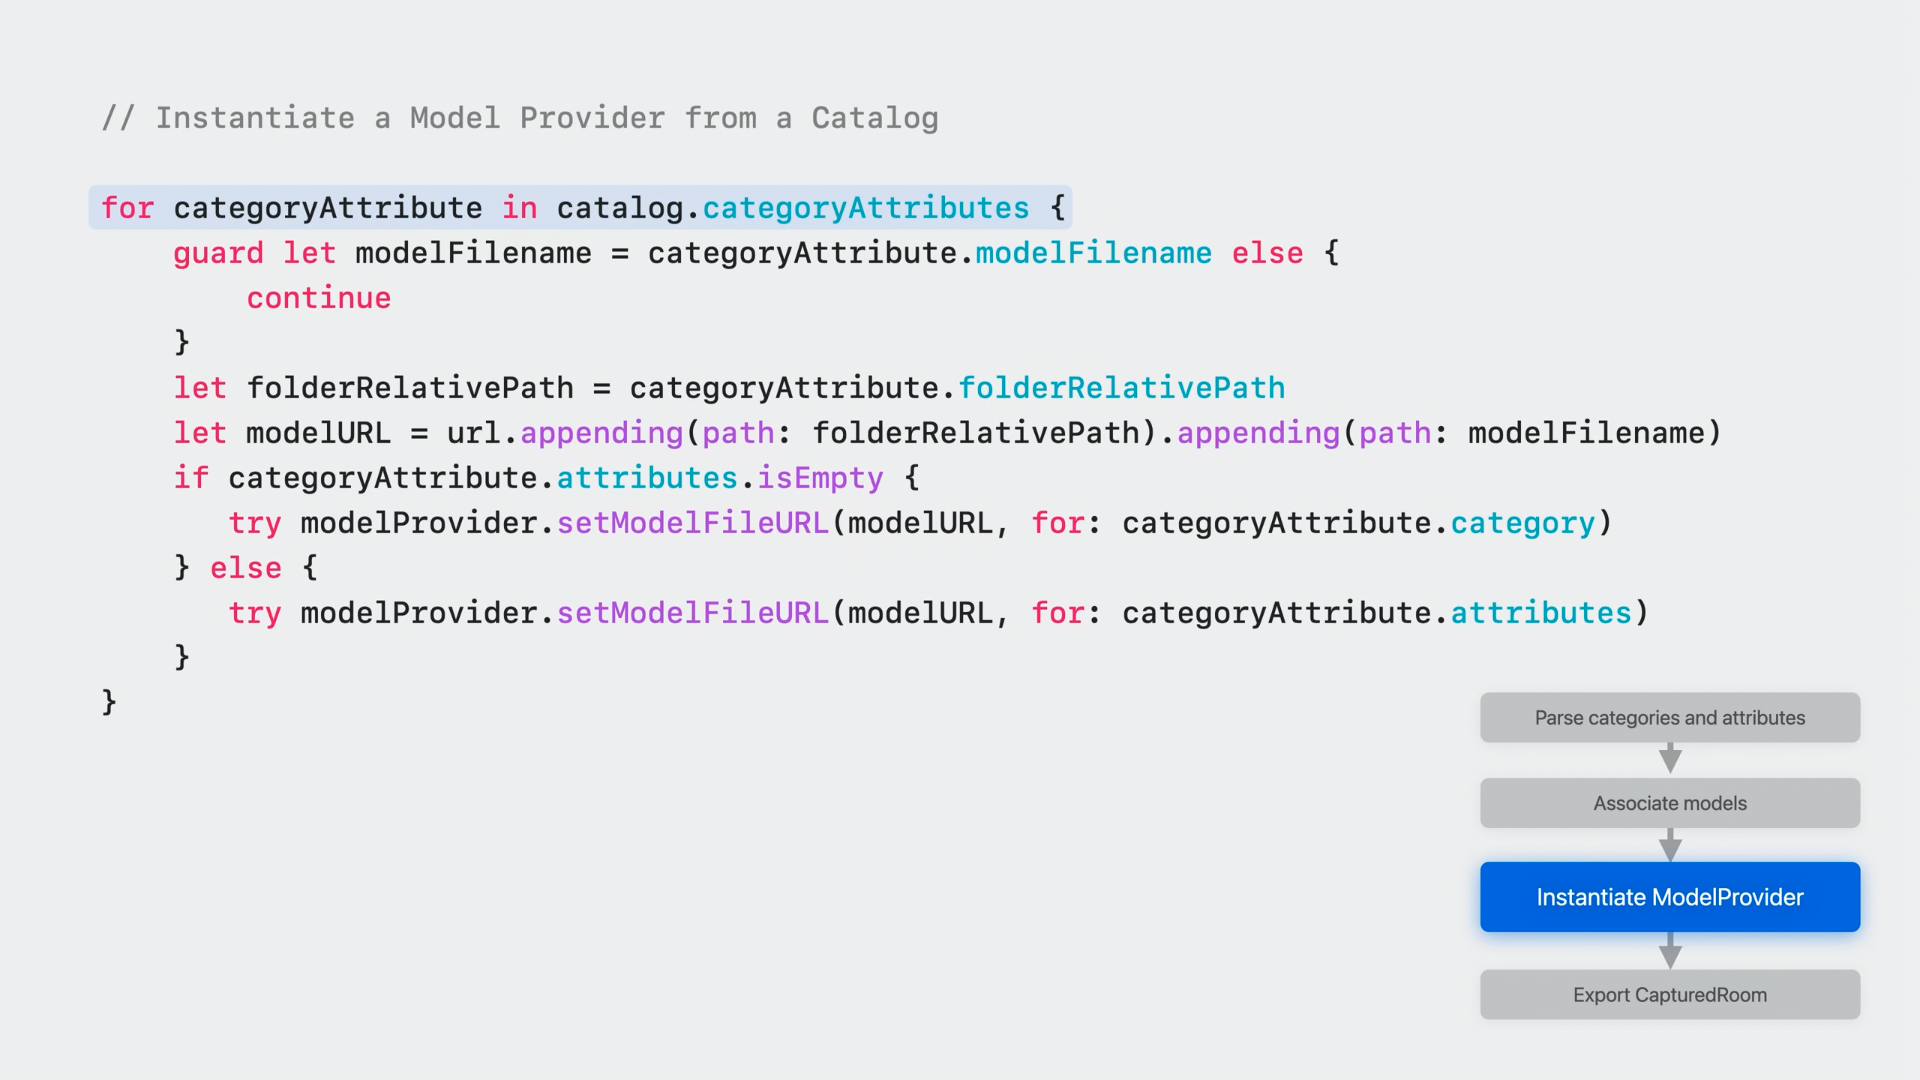 // Instantiate a Model Provider from a Catalog
for categoryAttribute in catalog.categoryAttributes {
guard let modelFilename = categoryAttribute.modelFilename else {
continue
}
let folderRelativePath = categoryAttribute.folderRelativePath
let modelURL = url.appending(path: folderRelativePath).appending(path: modelFilename)
if categoryAttribute.attributes.isEmpty {
try modelProvider.setModelFileURL(modelURL, for: categoryAttribute.category)
} else {
try modelProvider.setModelFileURL(modelURL, for: categoryAttribute.attributes)
}
}
Parse categories and attributes
Associate models
Instantiate ModelProvider
Export CapturedRoom